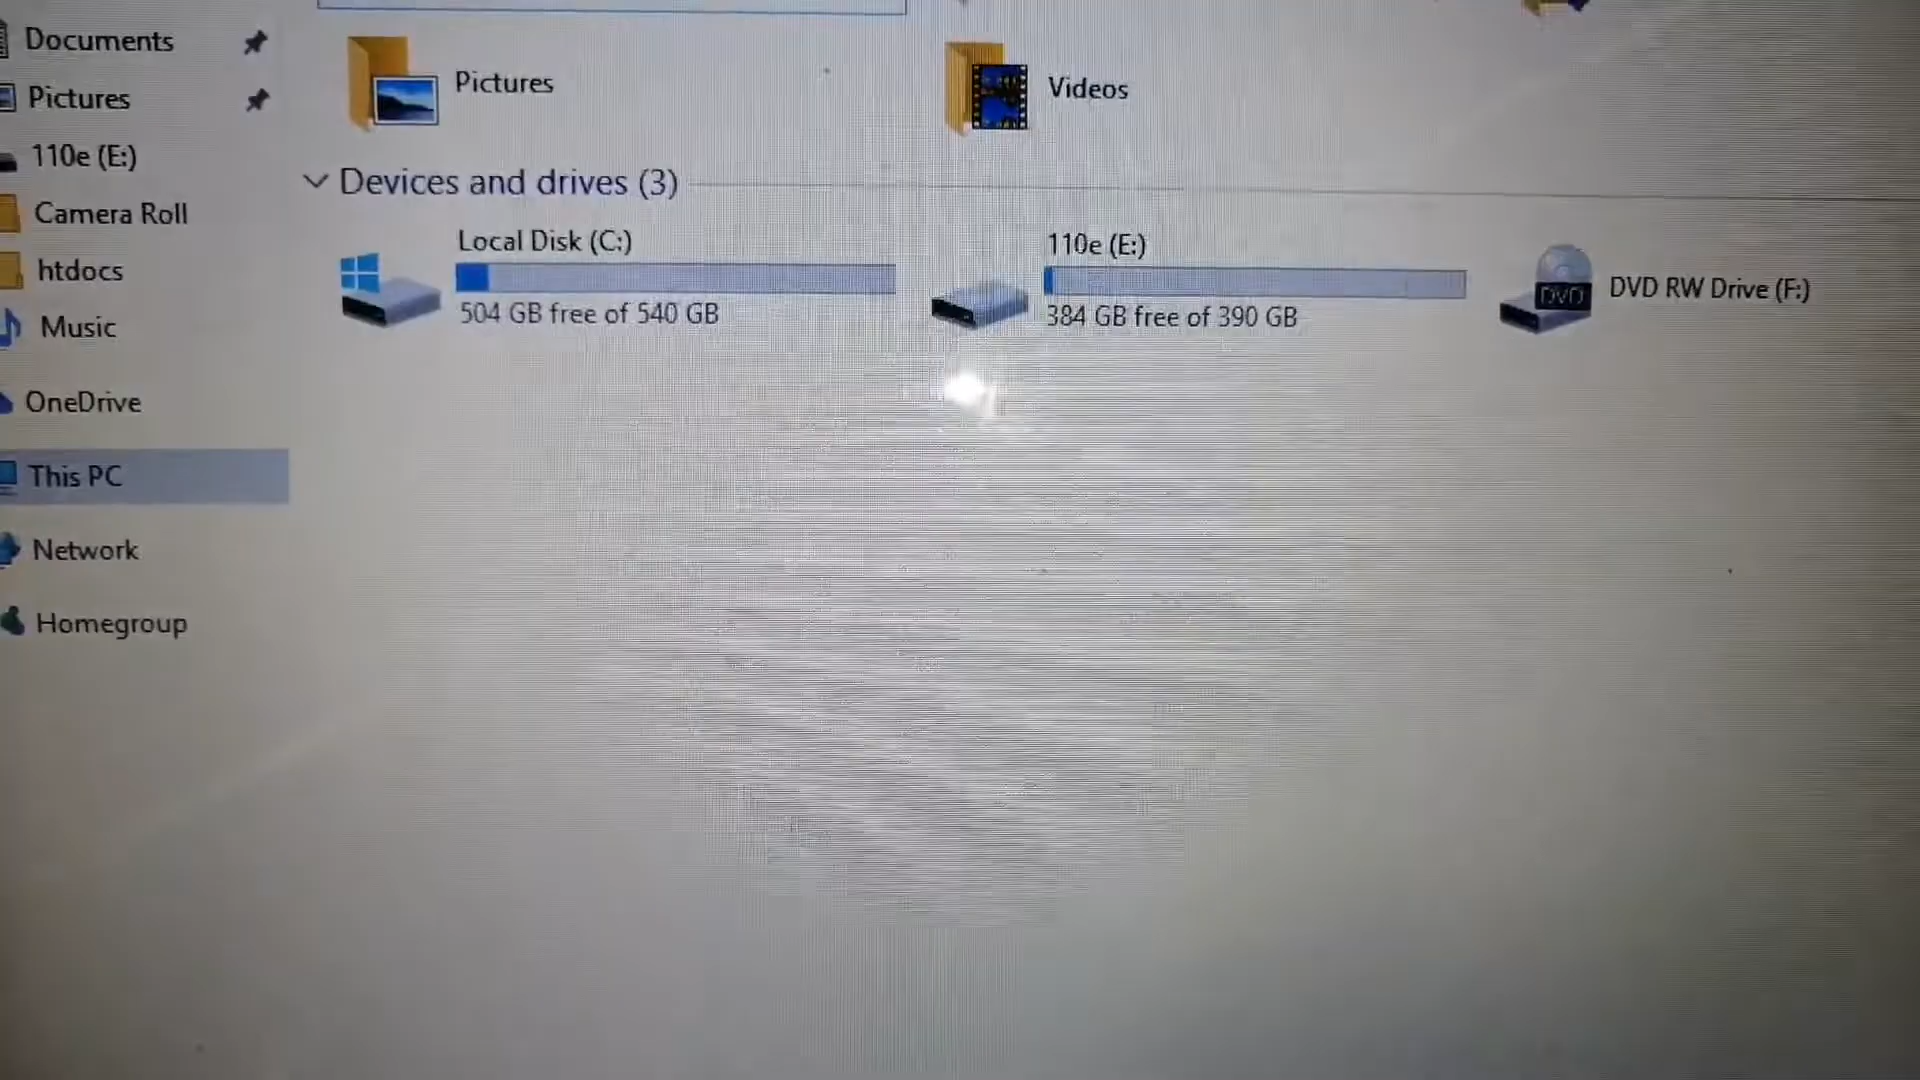 Documents
Pictures
110e (E:)
Camera Roll
htdocs
Music
OneDrive
This PC
Network
Homegroup
Pictures
Videos
Devices and drives (3)
Local Disk (C:)
504 GB free of 540 GB
110e (E:)
384 GB free of 390 GB
DVD
DVD RW Drive (F:)